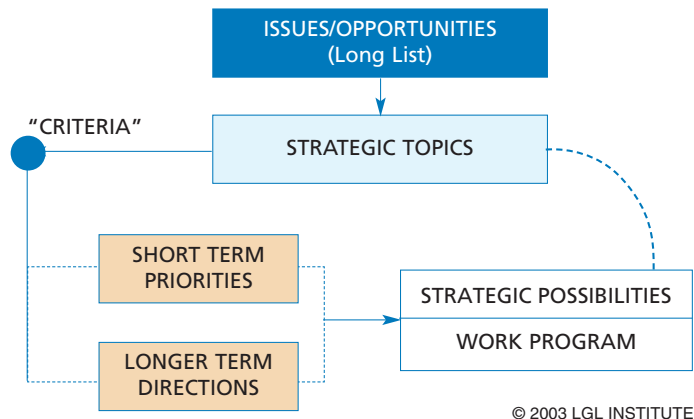 ISSUES/OPPORTUNITIES
(Long List)
“CRITERIA”
STRATEGIC TOPICS
SHORT TERM
PRIORITIES
STRATEGIC POSSIBILITIES
WORK PROGRAM
LONGER TERM
DIRECTIONS
© 2003 LGL INSTITUTE